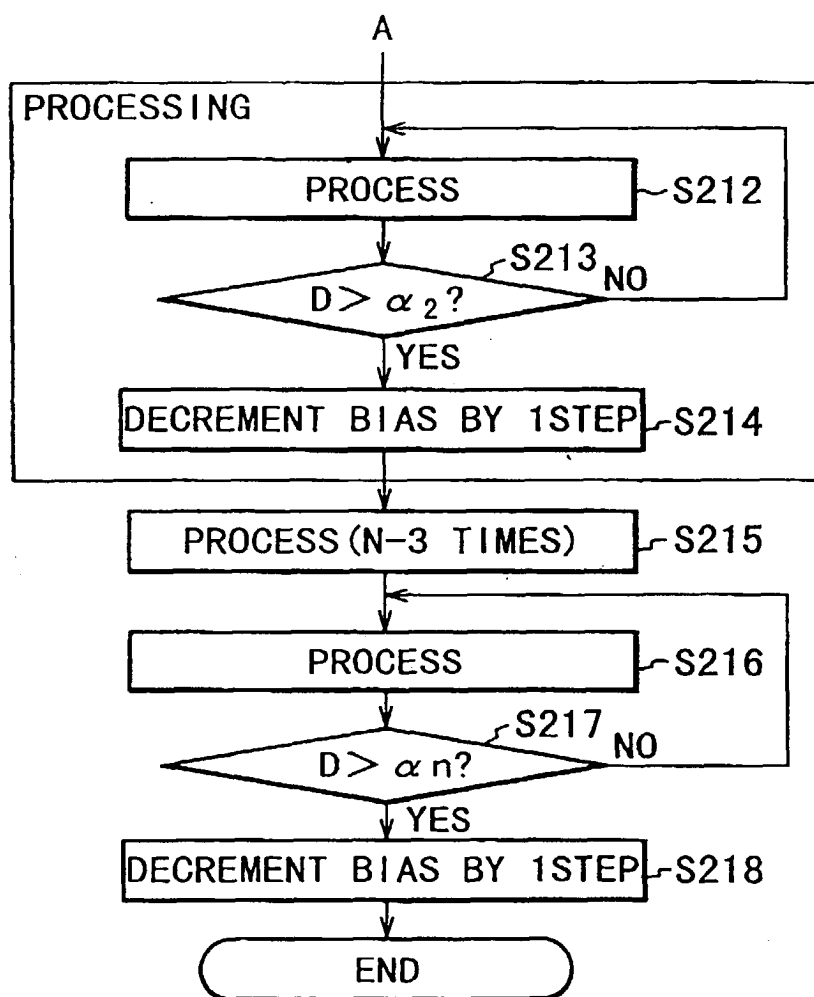 A
PROCESSING
PROCESS
S212
S213
D> α2?
NO
YES
DECREMENT BIAS BY 1STEP
S214
PROCESS(N-3 TIMES)
S215
PROCESS
S216
S217
D> αn?
NO
YES
DECREMENT BIAS BY 1STEP
S218
END